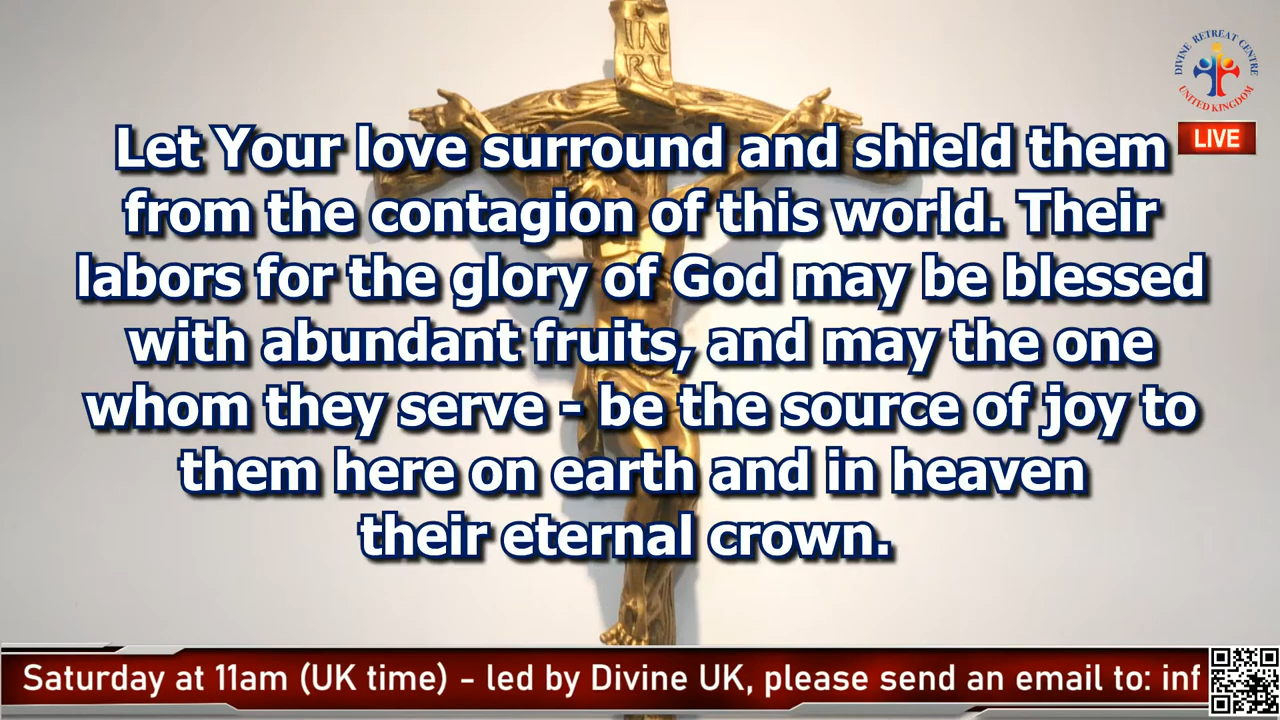 IN
RI
DIVINE RETREAT CENTRE
UNITED KINGDOM
LIVE
Let Your love surround and shield them
from the contagion of this world. Their
labors for the glory of God may be blessed
with abundant fruits, and may the one
whom they serve - be the source of joy to
them here on earth and in heaven
their eternal crown.
Saturday at 11am (UK time) - led by Divine UK, please send an email to: inf